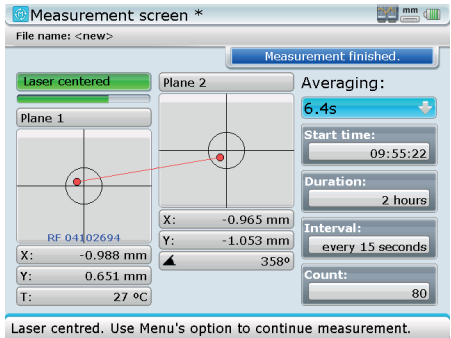 Measurement screen *
mm
File name: <new>
Measurement finished.
Laser centered
Plane 1
RF 04102694
X: -0.988 mm
Y: 0.651 mm
T: 27 ºC
Plane 2
X: -0.965 mm
Y: -1.053 mm
358º
Averaging:
6.4s
Start time:
09:55:22
Duration:
2 hours
Interval:
every 15 seconds
Count:
80
Laser centred. Use Menu's option to continue measurement.